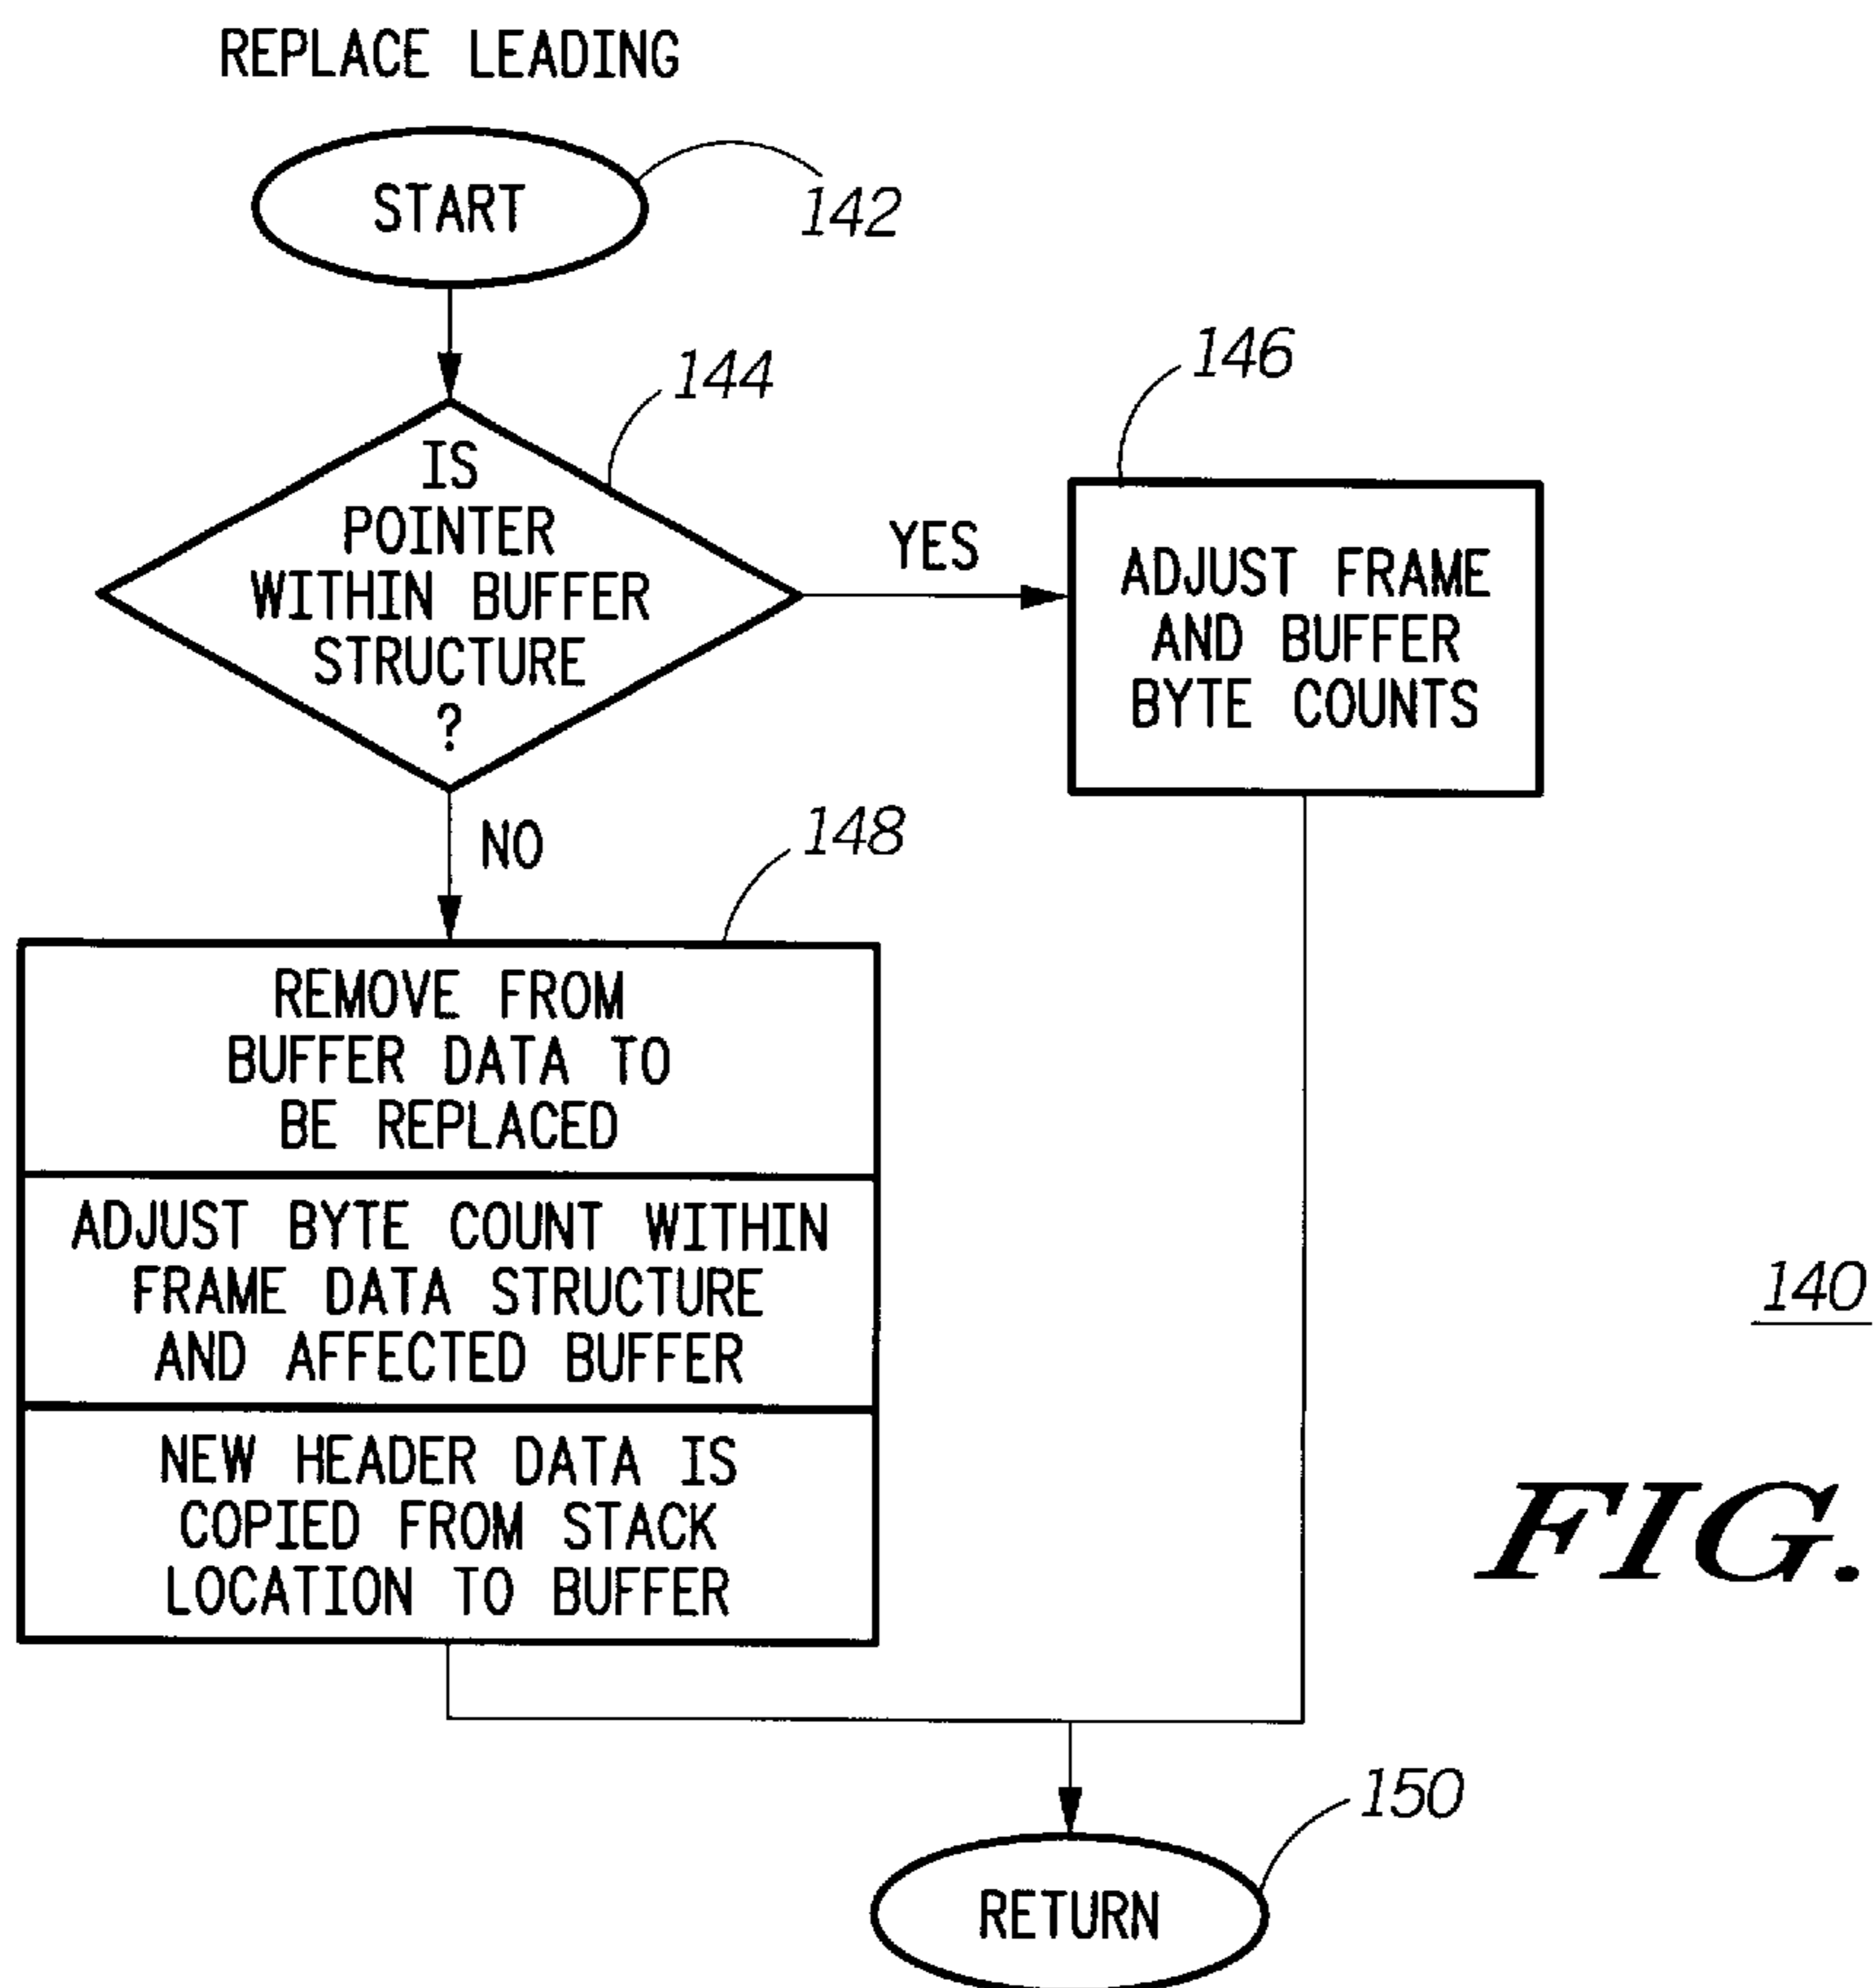 REPLACE LEADING
START
142
144
IS
POINTER
WITHIN BUFFER
STRUCTURE
?
YES
146
ADJUST FRAME
AND BUFFER
BYTE COUNTS
NO
148
REMOVE FROM
BUFFER DATA TO
BE REPLACED
ADJUST BYTE COUNT WITHIN
FRAME DATA STRUCTURE
AND AFFECTED BUFFER
NEW HEADER DATA IS
COPIED FROM STACK
LOCATION TO BUFFER
140
FIG.
150
RETURN